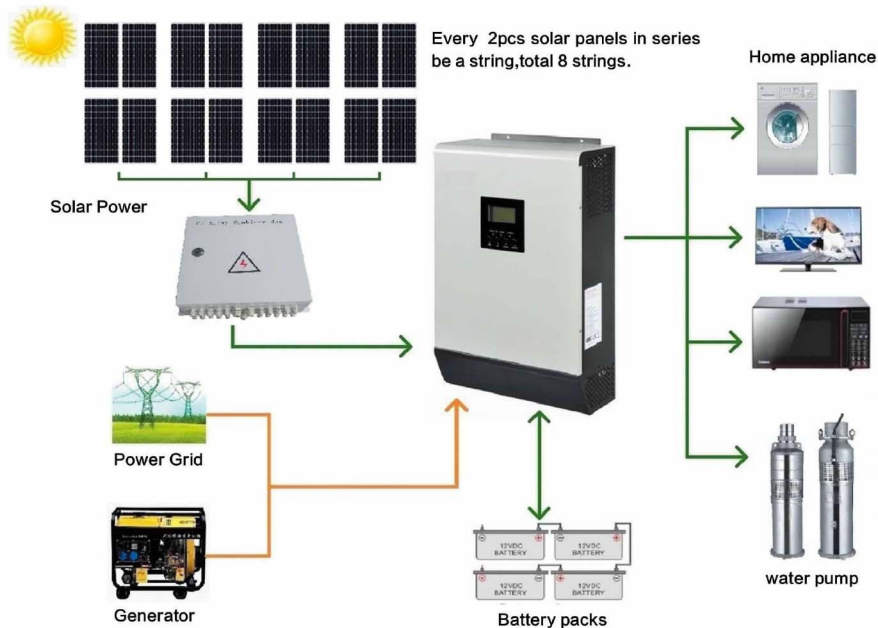 Every 2pcs solar panels in series
be a string,total 8 strings.
Home appliance
Solar Power
Power Grid
Generator
12VDC
BATTERY
12VDC
BATTERY
12VDC
BATTERY
12VDC
BATTERY
Battery packs
water pump